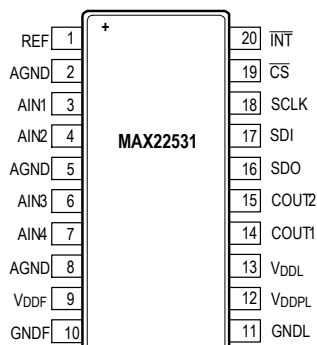 REF 1 + 20 INT
AGND 2 19 CS
AIN1 3 18 SCLK
AIN2 4 MAX22531 17 SDI
AGND 5 16 SDO
AIN3 6 15 COUT2
AIN4 7 14 COUT1
AGND 8 13 VDDL
VDDF 9 12 VDDPL
GNDF 10 11 GNDL